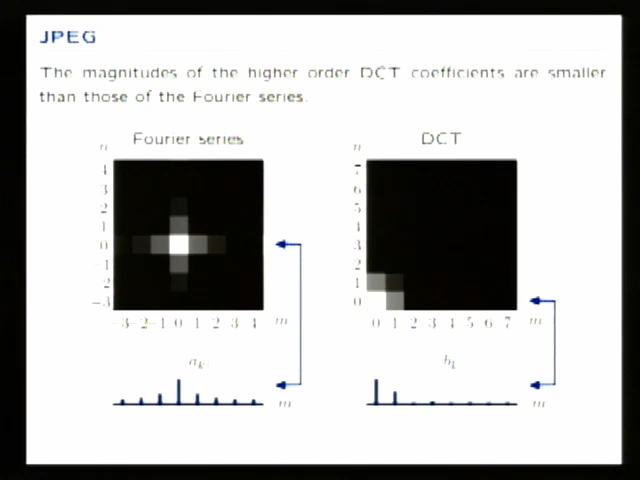 JPEG
The magnitudes of the higher order DCT coefficients are smaller
than those of the Fourier series.
Fourier series
DCT
n
n
4
3
2
1
0
−1
−2
−3
7
6
5
4
3
2
1
0
−3 −2 −1 0 1 2 3 4 m
0 1 2 3 4 5 6 7 m
a_k
b_k
m
m